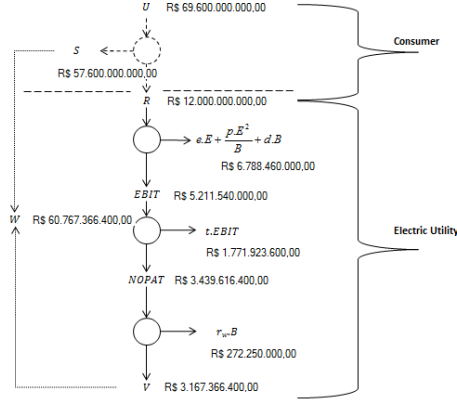 U R$ 69.600.000.000,00
Consumer
S
R$ 57.600.000.000,00
R R$ 12.000.000.000,00
e.E + p.E²/B + d.B
R$ 6.788.460.000,00
EBIT R$ 5.211.540.000,00
W R$ 60.767.366.400,00
t.EBIT
Electric Utility
R$ 1.771.923.600,00
NOPAT R$ 3.439.616.400,00
r_w.B
R$ 272.250.000,00
V R$ 3.167.366.400,00